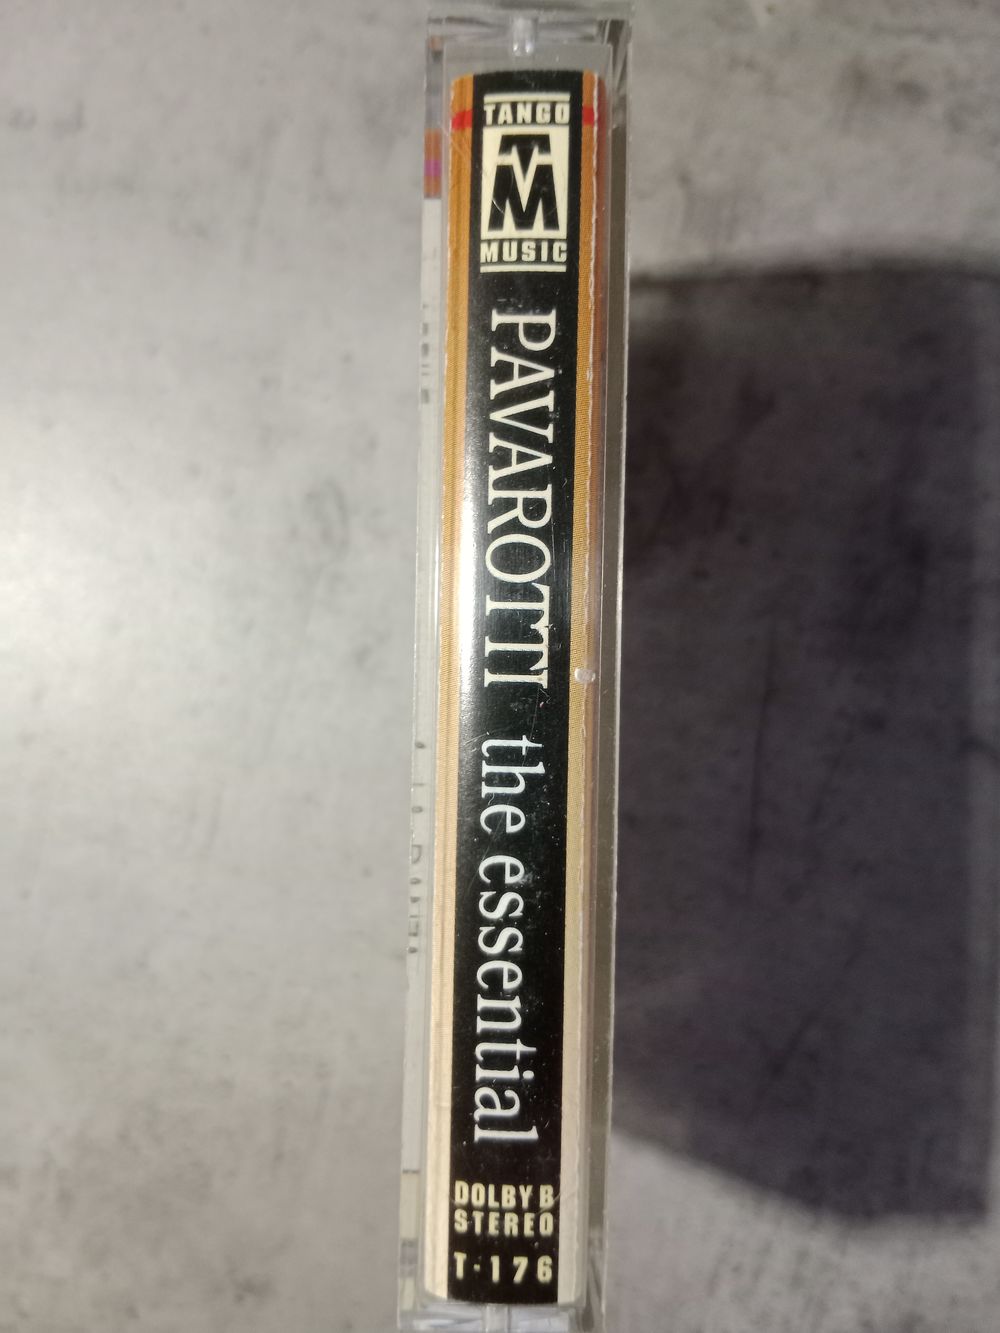 TANGO
TM
MUSIC
PAVAROTTI the essential
DOLBY B
STEREO
T-176